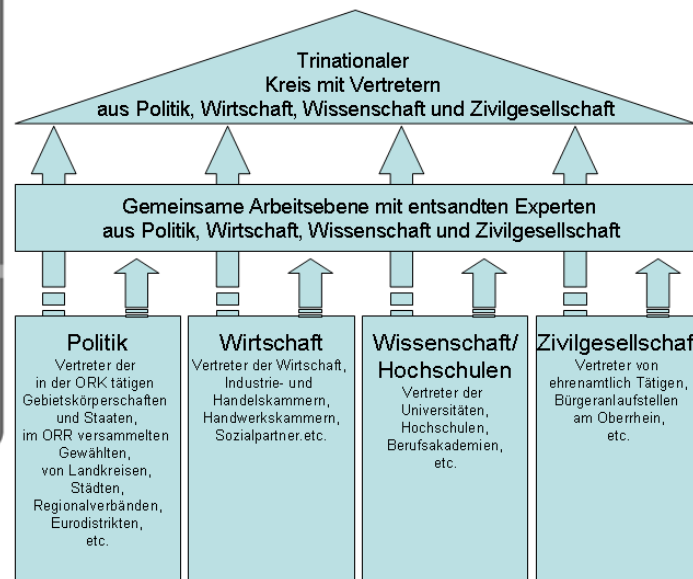 Trinationaler
Kreis mit Vertretern
aus Politik, Wirtschaft, Wissenschaft und Zivilgesellschaft
Gemeinsame Arbeitsebene mit entsandten Experten
aus Politik, Wirtschaft, Wissenschaft und Zivilgesellschaft
Politik
Vertreter der
in der ORK tätigen
Gebietskörperschaften
und Staaten,
im ORR versammelten
Gewählten,
von Landkreisen,
Städten,
Regionalverbänden,
Eurodistrikten,
etc.
Wirtschaft
Vertreter der Wirtschaft,
Industrie- und
Handelskammern,
Handwerkskammern,
Sozialpartner.etc.
Wissenschaft/
Hochschulen
Vertreter der
Universitäten,
Hochschulen,
Berufsakademien,
etc.
Zivilgesellschaf
Vertreter von
ehrenamtlich Tätigen,
Bürgeranlaufstellen
am Oberrhein,
etc.